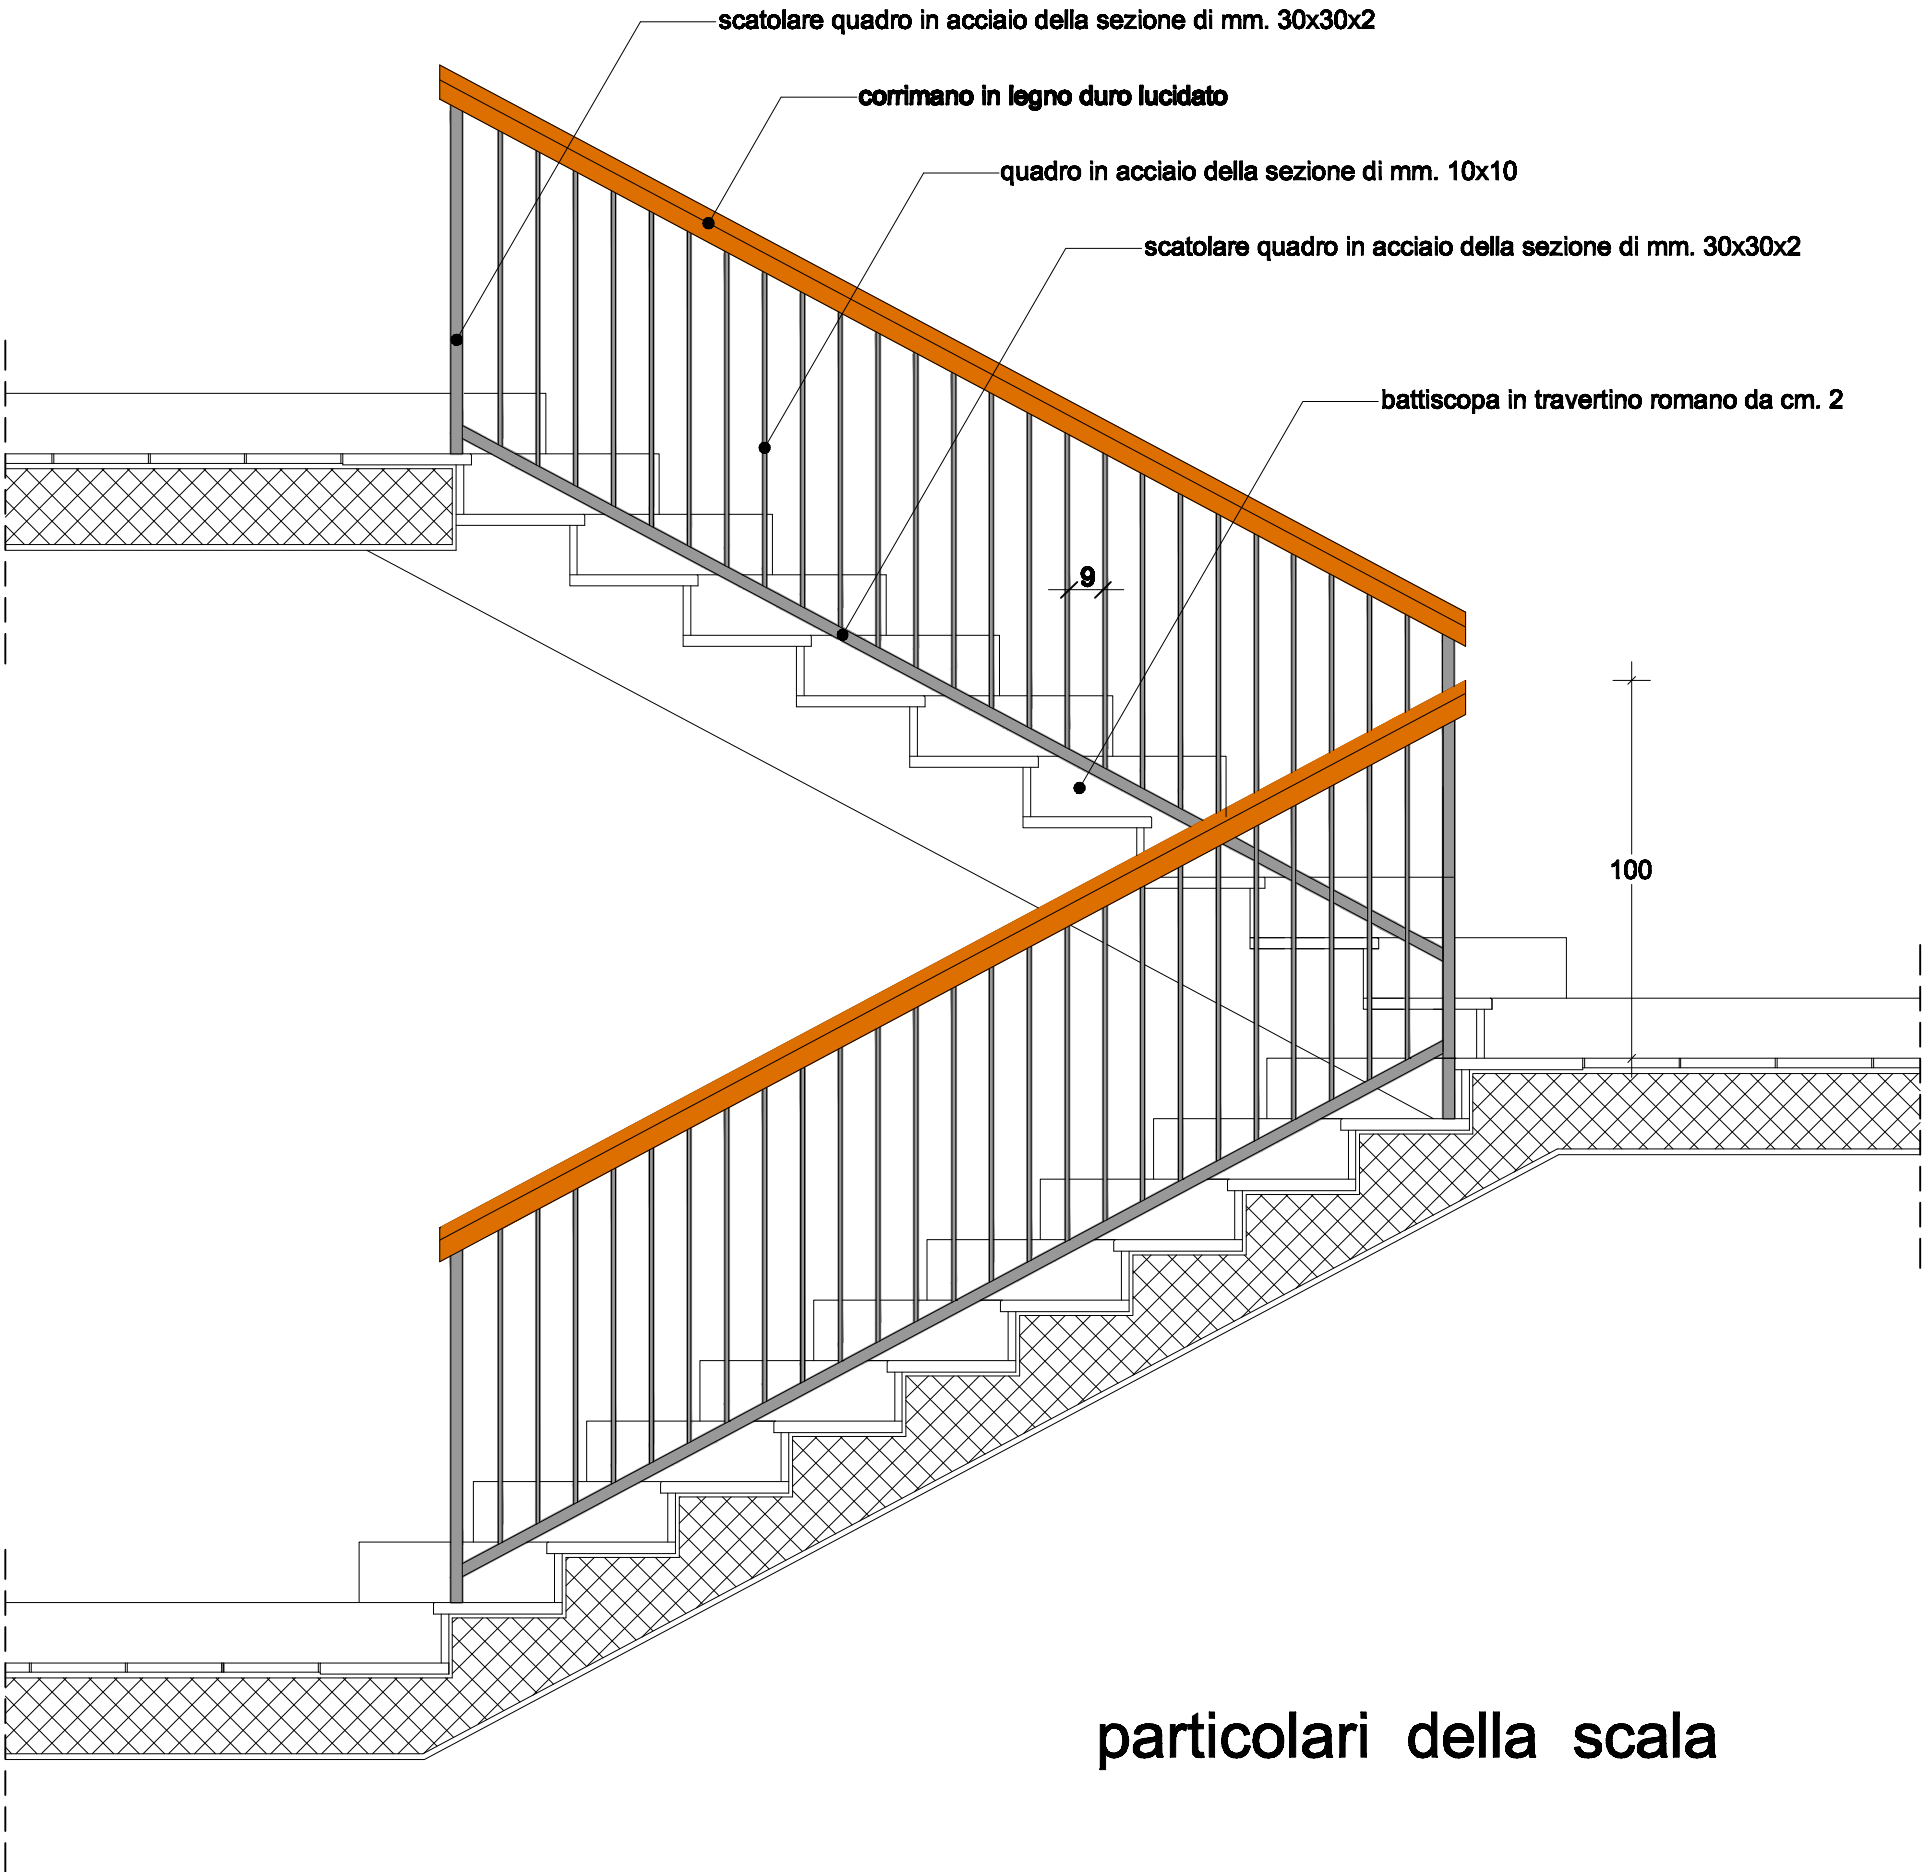 scatolare quadro in acciaio della sezione di mm. 30x30x2
corrimano in legno duro lucidato
quadro in acciaio della sezione di mm. 10x10
scatolare quadro in acciaio della sezione di mm. 30x30x2
battiscopa in travertino romano da cm. 2
9
100
particolari della scala